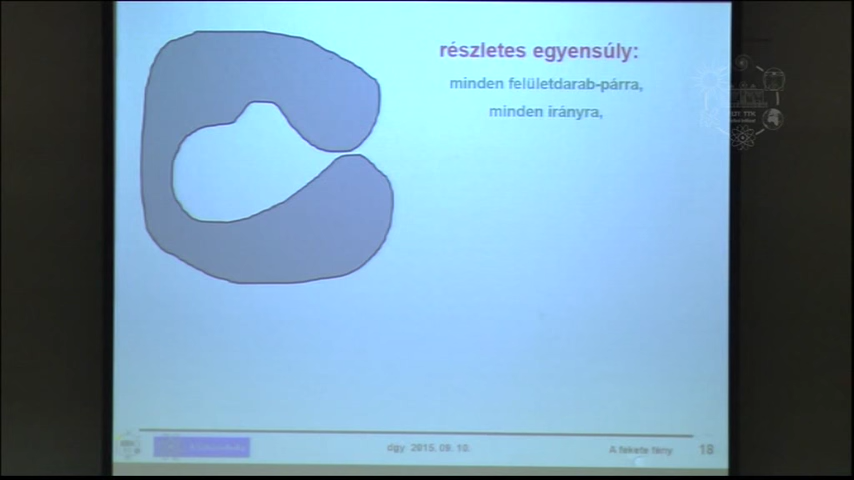 részletes egyensúly:
minden felületdarab-párra,
minden irányra,
dgy 2015. 09. 10.
A fekete fény
18